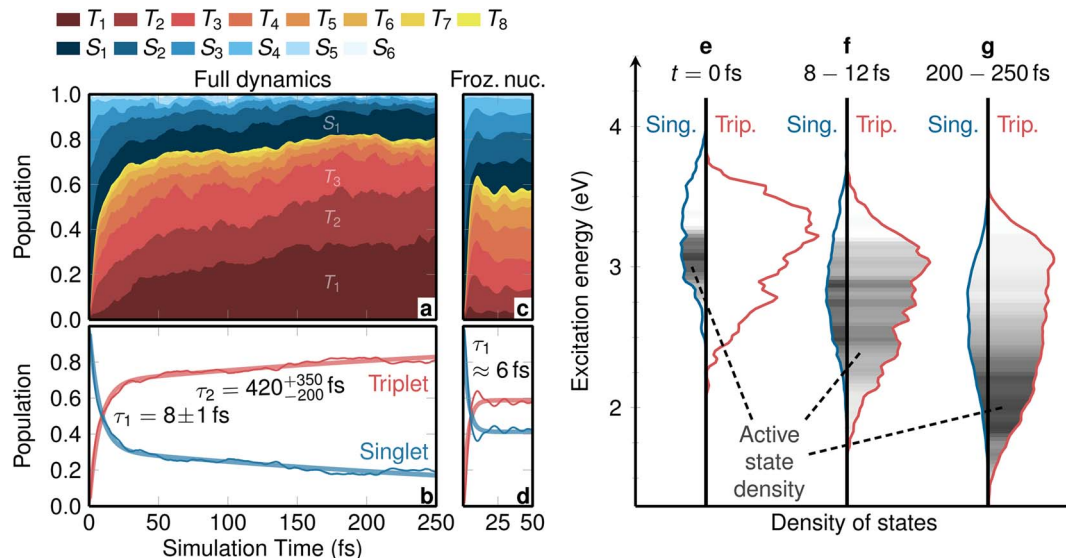 T1 T2 T3 T4 T5 T6 T7 T8
S1 S2 S3 S4 S5 S6
Full dynamics
Froz. nuc.
Population
1.0
0.8
0.6
0.4
0.2
0.0
S1
T3
T2
T1
a
c
Population
0.8
0.6
0.4
0.2
0.0
τ1 = 8±1 fs
τ2 = 420+350−200 fs
Triplet
Singlet
b
τ1
≈ 6 fs
d
0 50 100 150 200 250
0 25 50
Simulation Time (fs)
e f g
t = 0 fs 8 − 12 fs 200 − 250 fs
Sing. Trip. Sing. Trip. Sing. Trip.
Excitation energy (eV)
4
3
2
Active
state
density
Density of states